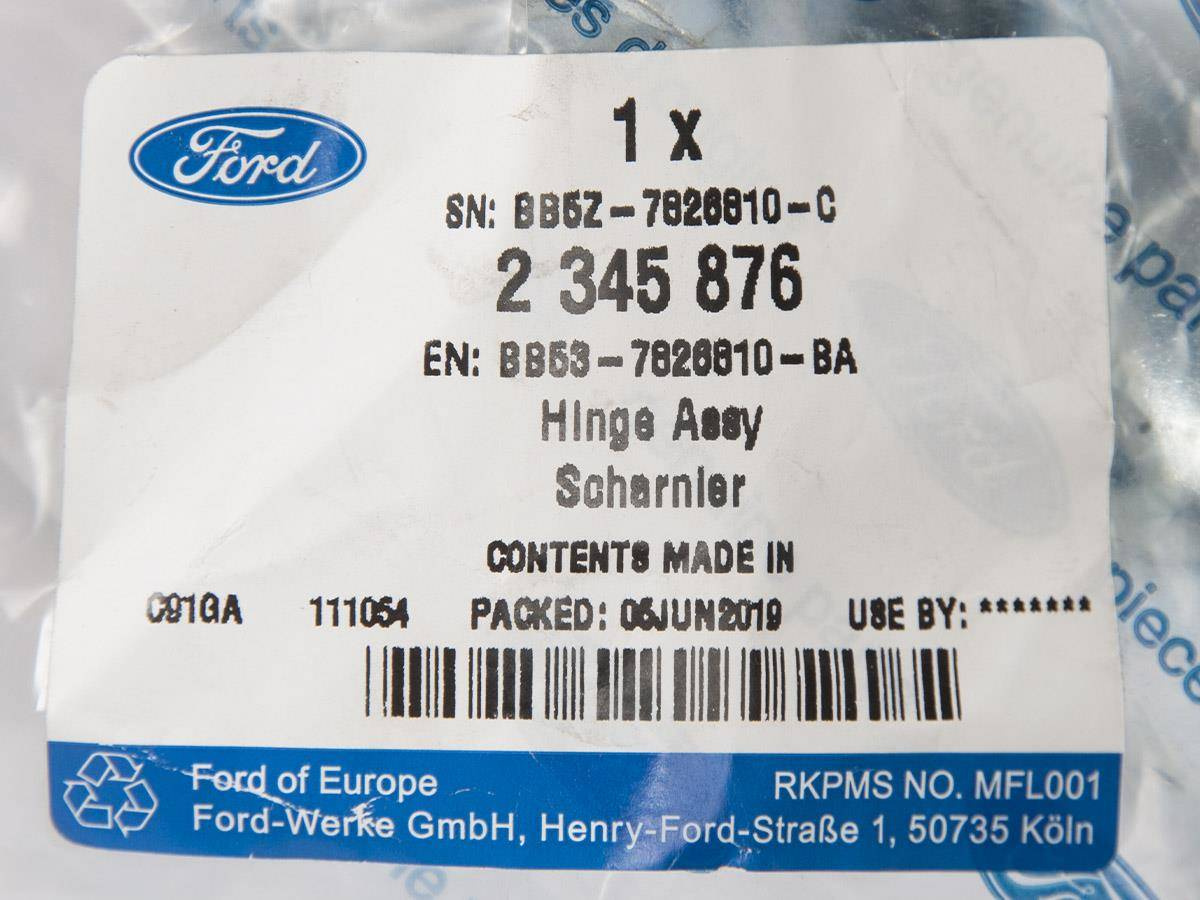 Ford
1 x
SN: BB5Z-7826810-C
2 345 876
EN: BB53-7826810-BA
Hinge Assy
Scharnier
CONTENTS MADE IN
C91GA 111054 PACKED: 05JUN2019 USE BY: *******
Ford of Europe RKPMS NO. MFL001
Ford-Werke GmbH, Henry-Ford-Straße 1, 50735 Köln